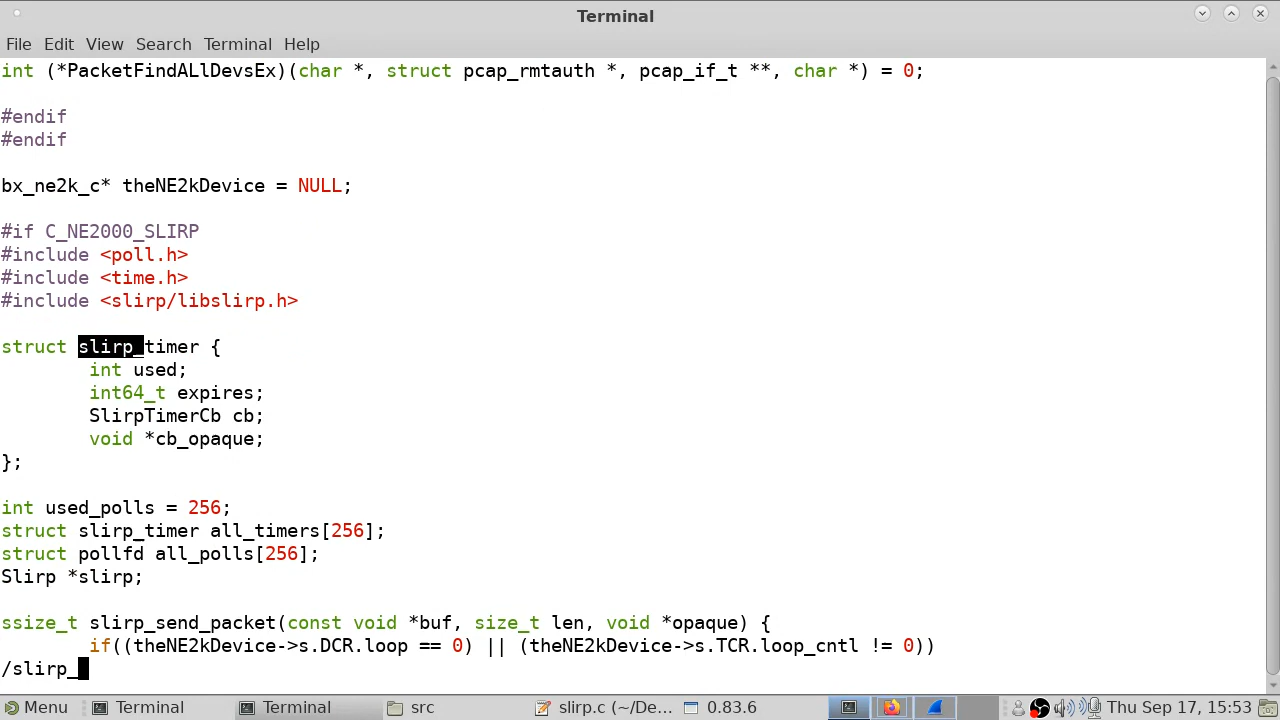 Terminal
File Edit View Search Terminal Help
int (*PacketFindALlDevsEx)(char *, struct pcap_rmtauth *, pcap_if_t **, char *) = 0;
#endif
#endif
bx_ne2k_c* theNE2kDevice = NULL;
#if C_NE2000_SLIRP
#include <poll.h>
#include <time.h>
#include <slirp/libslirp.h>
struct slirp_timer {
        int used;
        int64_t expires;
        SlirpTimerCb cb;
        void *cb_opaque;
};
int used_polls = 256;
struct slirp_timer all_timers[256];
struct pollfd all_polls[256];
Slirp *slirp;
ssize_t slirp_send_packet(const void *buf, size_t len, void *opaque) {
        if((theNE2kDevice->s.DCR.loop == 0) || (theNE2kDevice->s.TCR.loop_cntl != 0))
/slirp_
Menu Terminal Terminal src slirp.c (~/De... 0.83.6 Thu Sep 17, 15:53